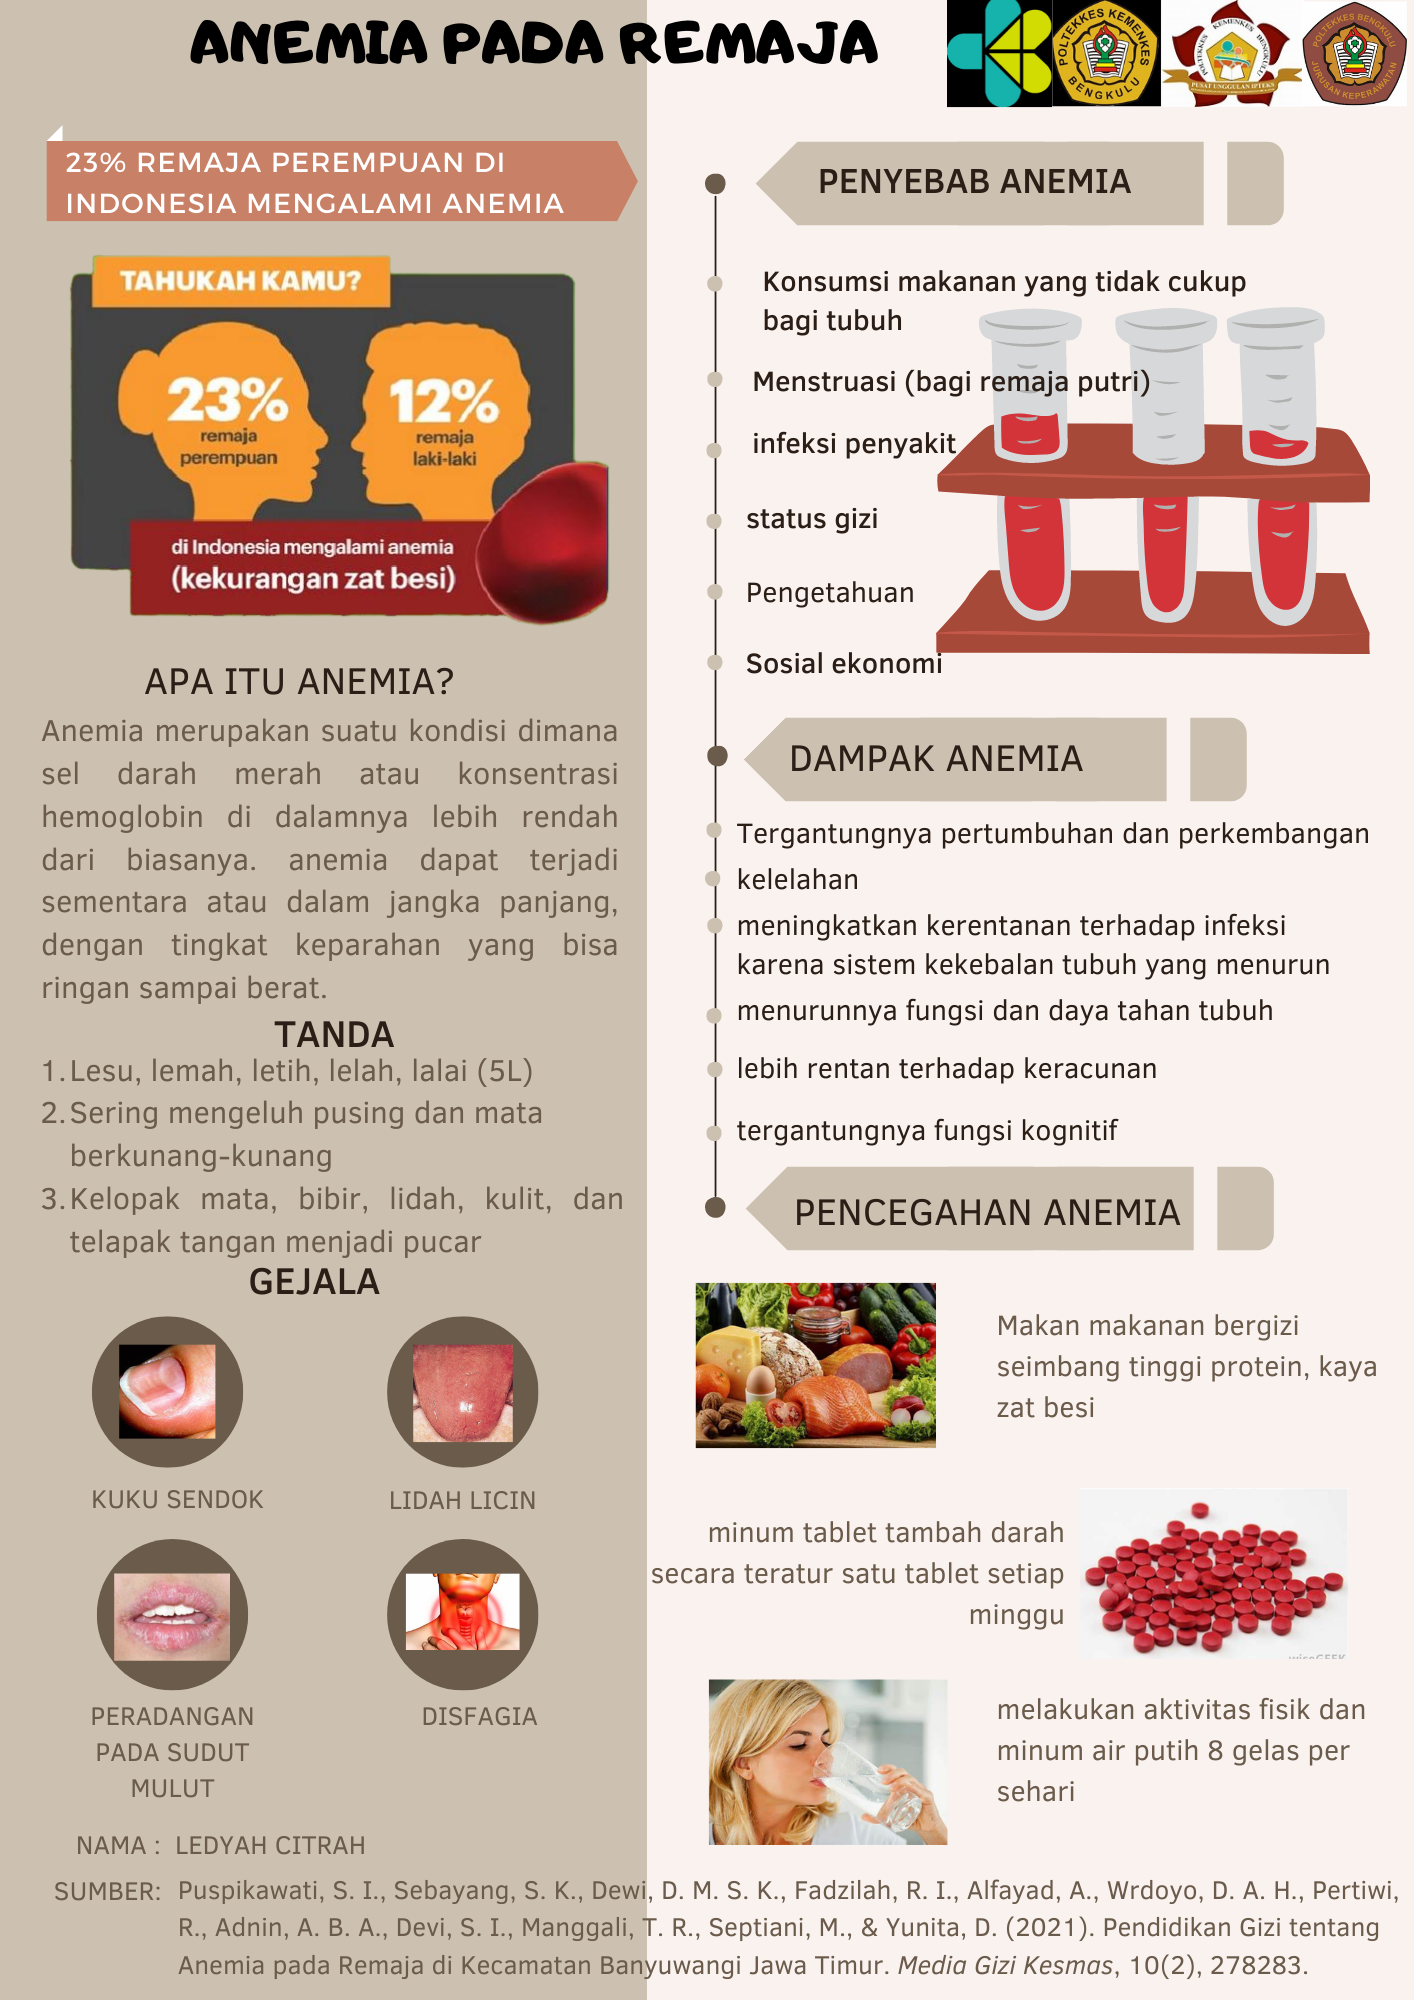 ANEMIA PADA REMAJA
POLTEKKES KEMENKES
BENGKULU
POLTEKKES
KEMENKES
BENGKULU
PUSAT UNGGULAN IPTEKS
POLTEKKES BENGKULU
JURUSAN KEPERAWATAN
23% REMAJA PEREMPUAN DI
INDONESIA MENGALAMI ANEMIA
TAHUKAH KAMU?
23%
remaja
perempuan
12%
remaja
laki-laki
di Indonesia mengalami anemia
(kekurangan zat besi)
APA ITU ANEMIA?
Anemia merupakan suatu kondisi dimana
sel darah merah atau konsentrasi
hemoglobin di dalamnya lebih rendah
dari biasanya. anemia dapat terjadi
sementara atau dalam jangka panjang,
dengan tingkat keparahan yang bisa
ringan sampai berat.
TANDA
1. Lesu, lemah, letih, lelah, lalai (5L)
2. Sering mengeluh pusing dan mata
berkunang-kunang
3. Kelopak mata, bibir, lidah, kulit, dan
telapak tangan menjadi pucar
GEJALA
KUKU SENDOK
LIDAH LICIN
PERADANGAN
PADA SUDUT
MULUT
DISFAGIA
PENYEBAB ANEMIA
Konsumsi makanan yang tidak cukup
bagi tubuh
Menstruasi (bagi remaja putri)
infeksi penyakit
status gizi
Pengetahuan
Sosial ekonomi
DAMPAK ANEMIA
Tergantungnya pertumbuhan dan perkembangan
kelelahan
meningkatkan kerentanan terhadap infeksi
karena sistem kekebalan tubuh yang menurun
menurunnya fungsi dan daya tahan tubuh
lebih rentan terhadap keracunan
tergantungnya fungsi kognitif
PENCEGAHAN ANEMIA
Makan makanan bergizi
seimbang tinggi protein, kaya
zat besi
minum tablet tambah darah
secara teratur satu tablet setiap
minggu
wiseGEEK
melakukan aktivitas fisik dan
minum air putih 8 gelas per
sehari
NAMA : LEDYAH CITRAH
SUMBER: Puspikawati, S. I., Sebayang, S. K., Dewi, D. M. S. K., Fadzilah, R. I., Alfayad, A., Wrdoyo, D. A. H., Pertiwi,
R., Adnin, A. B. A., Devi, S. I., Manggali, T. R., Septiani, M., & Yunita, D. (2021). Pendidikan Gizi tentang
Anemia pada Remaja di Kecamatan Banyuwangi Jawa Timur. Media Gizi Kesmas, 10(2), 278283.